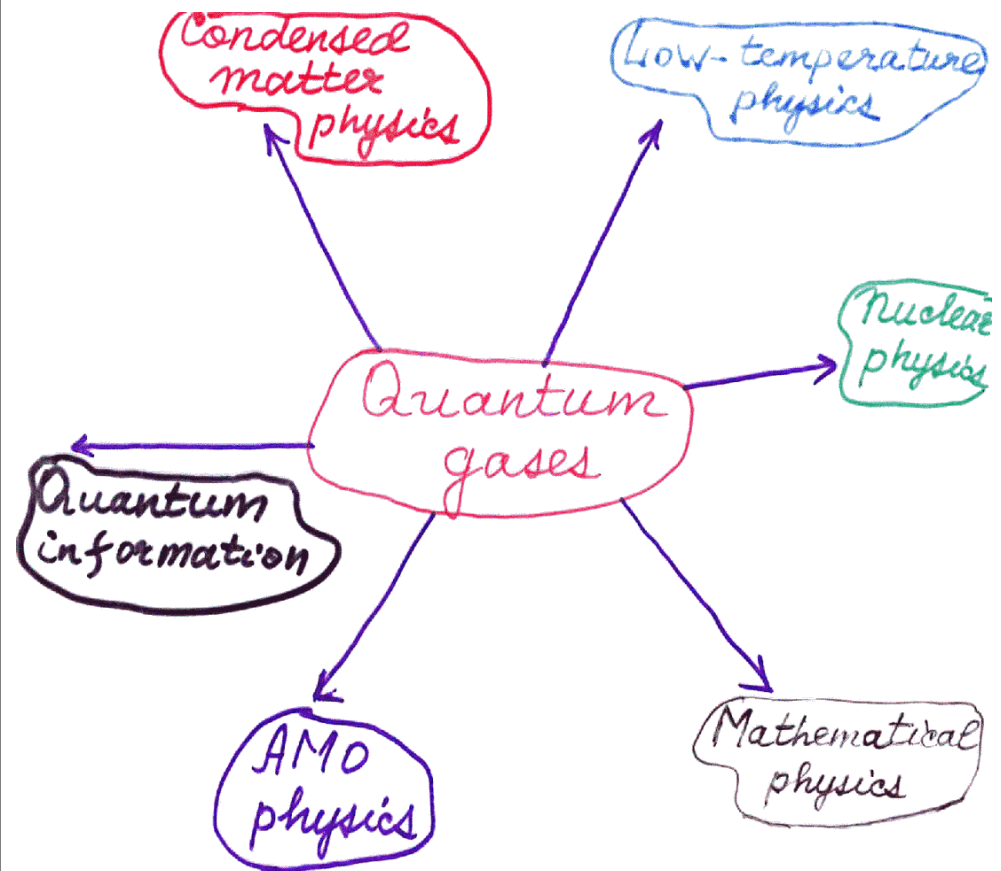 Condensed
matter
physics
Low-temperature
physics
Nuclear
physics
Quantum
gases
Quantum
information
AMO
physics
Mathematical
physics